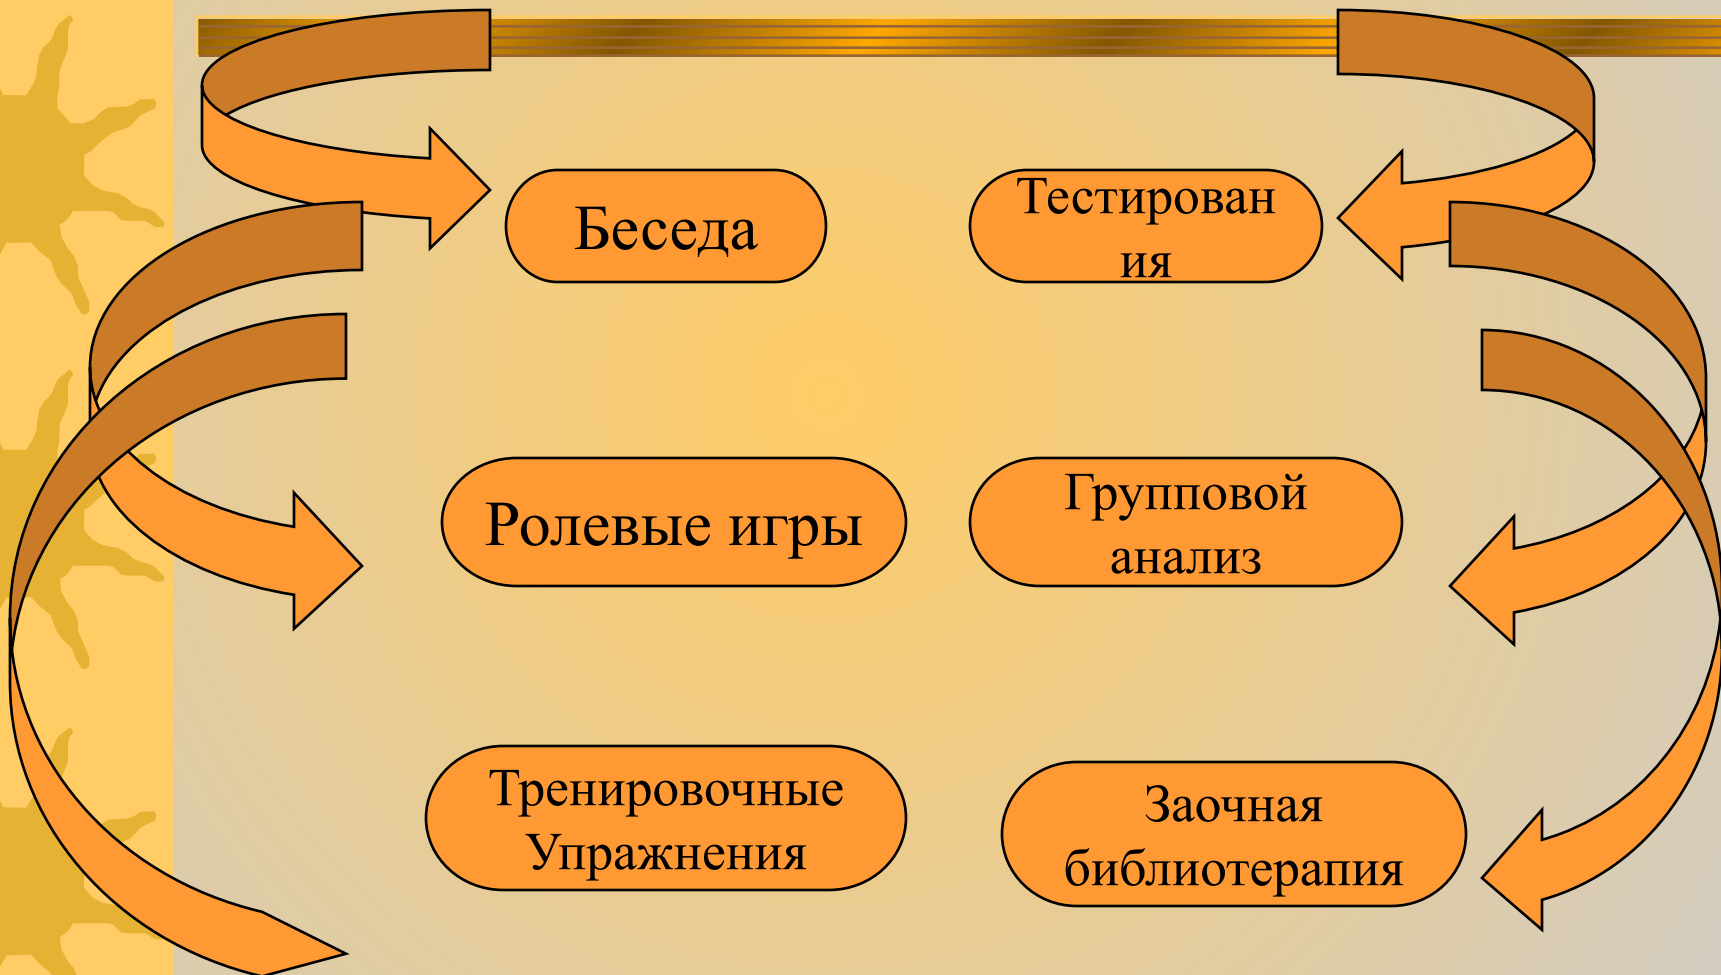 Беседа
Тестирован
ия
Ролевые игры
Групповой
анализ
Тренировочные
Упражнения
Заочная
библиотерапия